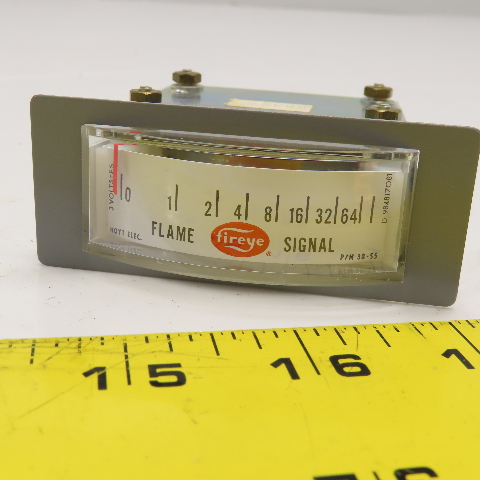 0 1 2 4 8 16 32 64
3 VOLTS-F.S.
HOYT ELEC.
FLAME fireye® SIGNAL
P/N 38-55
15 16 1